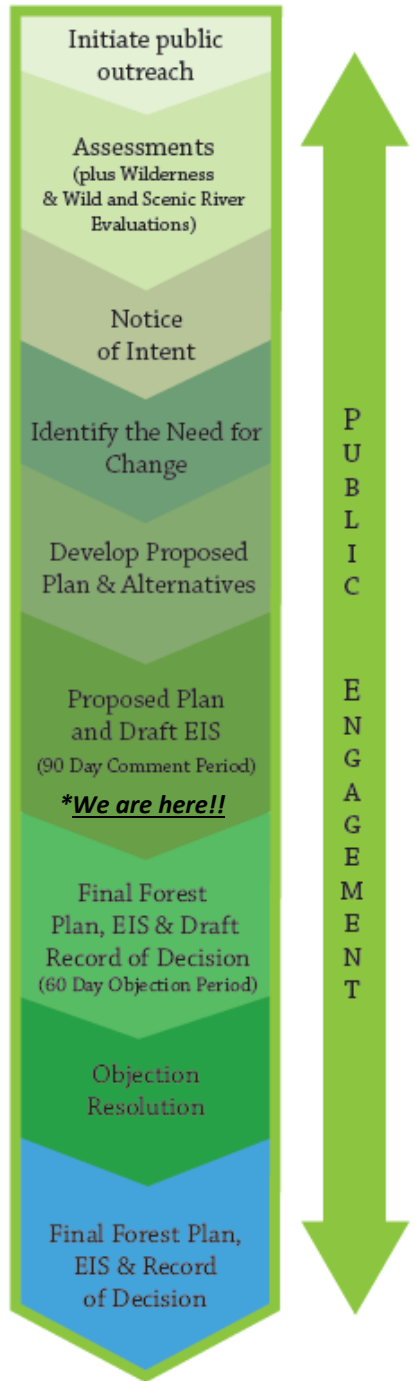 Initiate public
outreach
Assessments
(plus Wilderness
& Wild and Scenic River
Evaluations)
Notice
of Intent
Identify the Need for
Change
Develop Proposed
Plan & Alternatives
Proposed Plan
and Draft EIS
(90 Day Comment Period)
*We are here!!
Final Forest
Plan, EIS & Draft
Record of Decision
(60 Day Objection Period)
Objection
Resolution
Final Forest Plan,
EIS & Record
of Decision
PUBLIC ENGAGEMENT